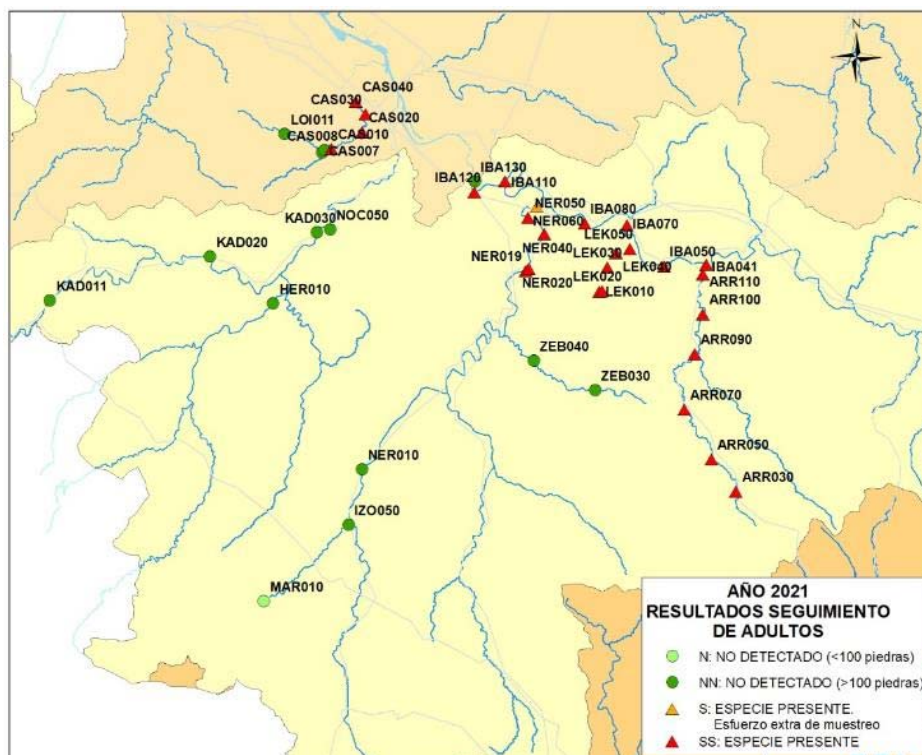 N
CAS040
CAS030
CAS020
LOI011
CAS010
CAS008
CAS007
IBA130
IBA120
IBA110
NER050
IBA080
KAD030
NOC050
NER060
IBA070
LEK050
KAD020
NER040
LEK030
IBA050
NER019
LEK040
IBA041
KAD011
LEK020
ARR110
NER020
LEK010
HER010
ARR100
ARR090
ZEB040
ZEB030
ARR070
ARR050
NER010
ARR030
IZO050
MAR010
AÑO 2021
RESULTADOS SEGUIMIENTO
DE ADULTOS
N: NO DETECTADO (<100 piedras)
NN: NO DETECTADO (>100 piedras)
S: ESPECIE PRESENTE.
Esfuerzo extra de muestreo
SS: ESPECIE PRESENTE